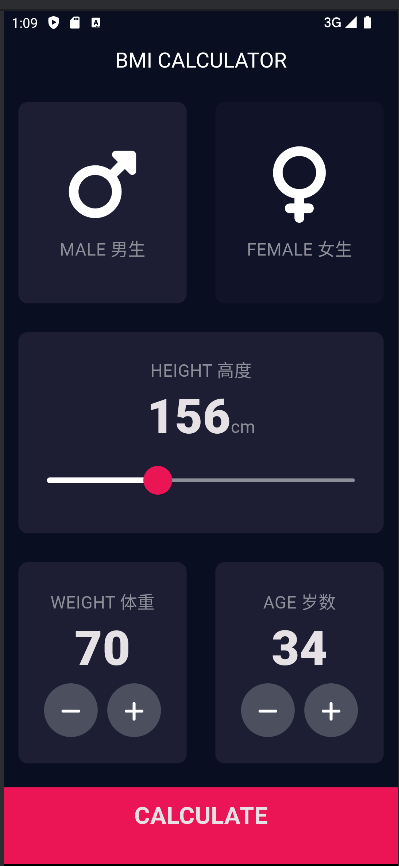 1:09 3G
BMI CALCULATOR
MALE 男生
FEMALE 女生
HEIGHT 高度
156cm
WEIGHT 体重
70
AGE 岁数
34
CALCULATE